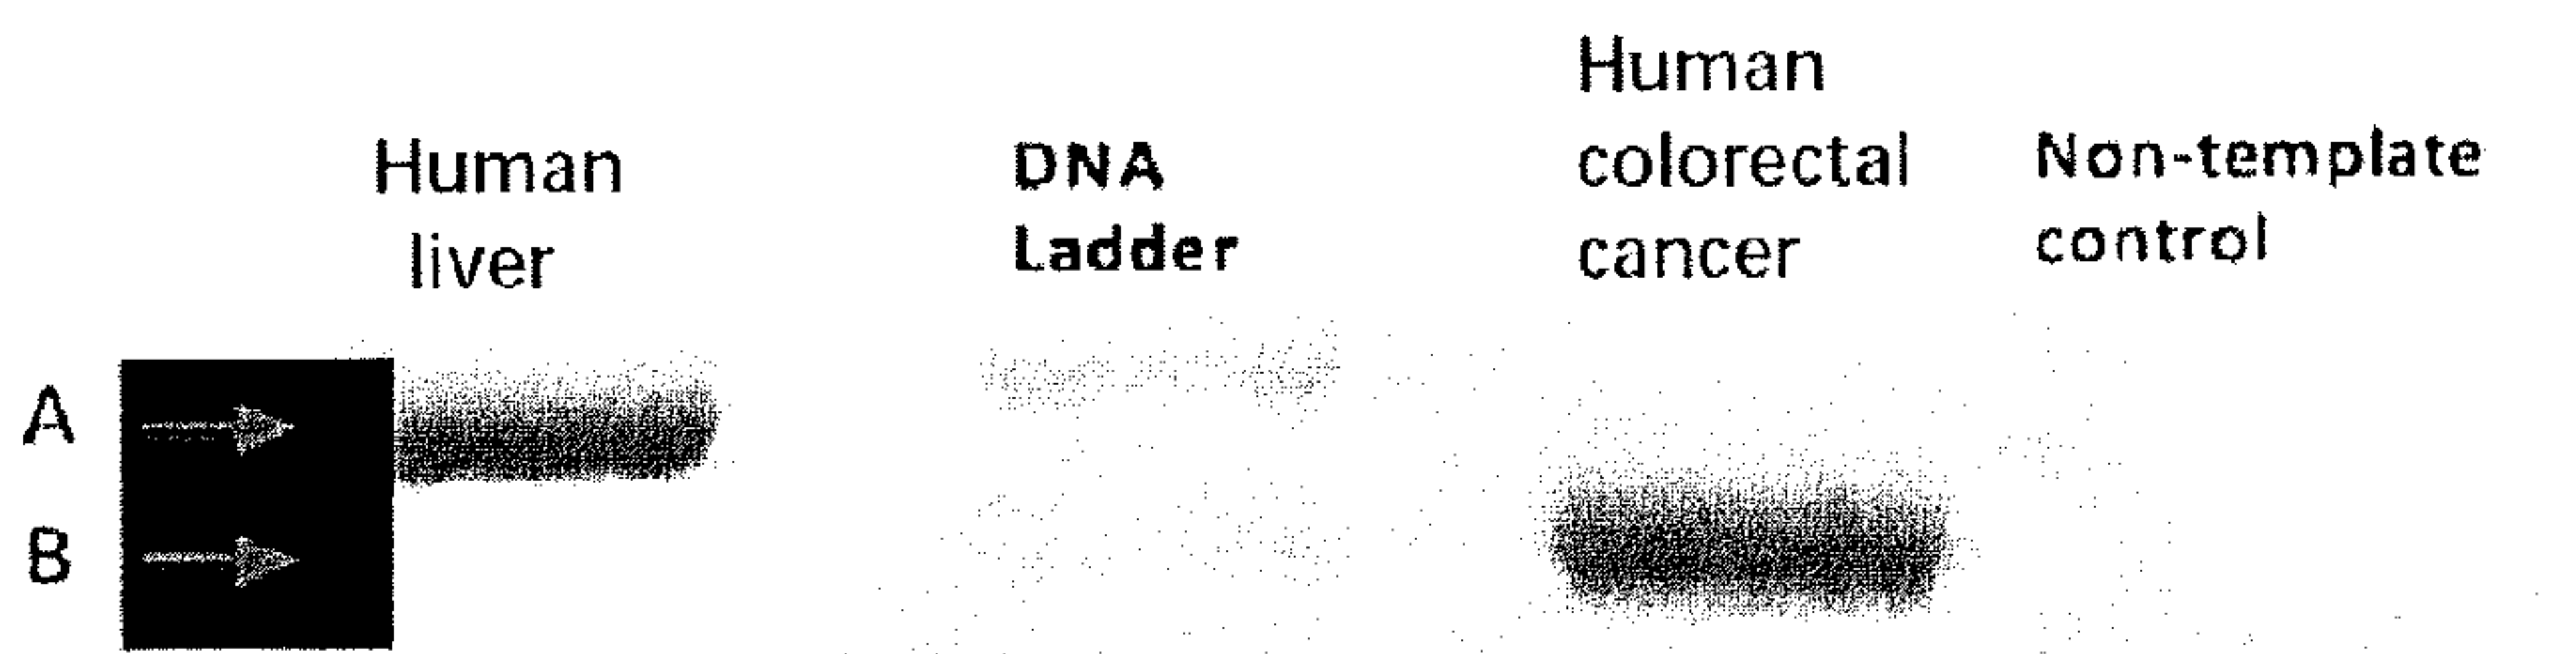 Human
liver
DNA
Ladder
Human
colorectal
cancer
Non-template
control
A
B